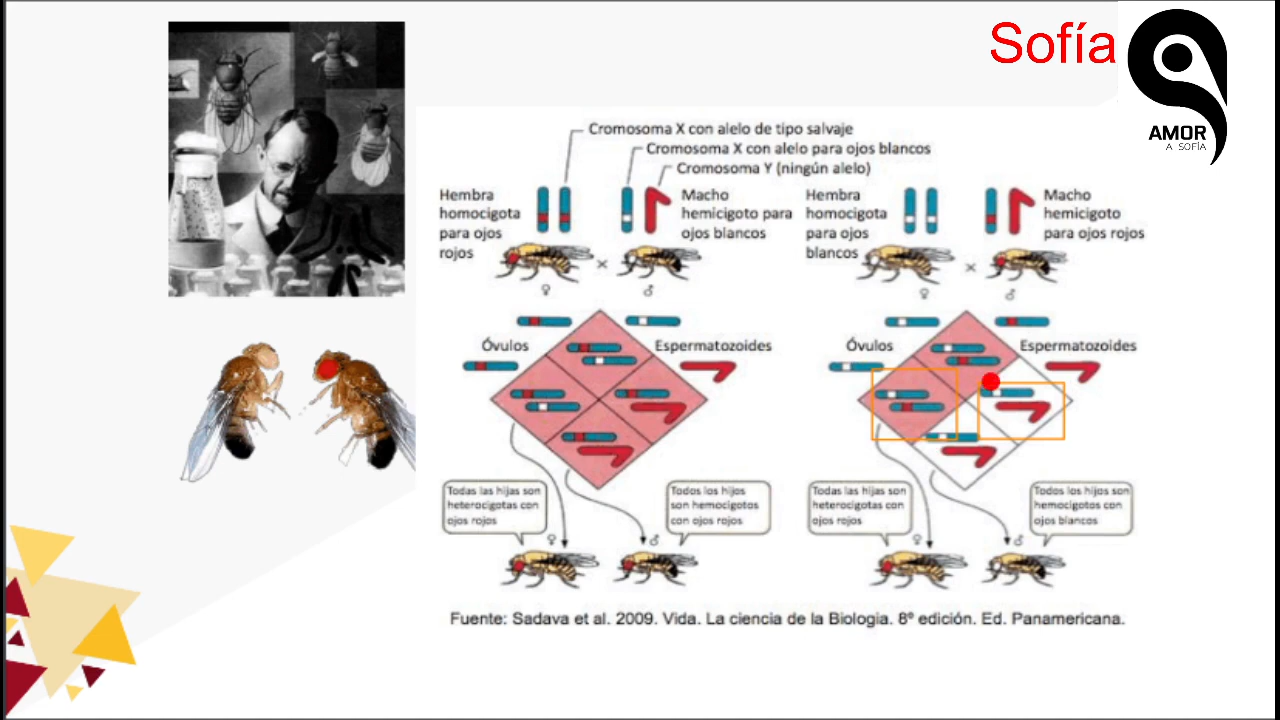 Sofía
AMOR
A SOFÍA
Cromosoma X con alelo de tipo salvaje
Cromosoma X con alelo para ojos blancos
Cromosoma Y (ningún alelo)
Hembra
homocigota
para ojos
rojos
Macho
hemicigoto para
ojos blancos
Hembra
homocigota
para ojos
blancos
Macho
hemicigoto
para ojos rojos
×
♀
♂
×
♀
♂
Óvulos
Espermatozoides
Óvulos
Espermatozoides
Todas las hijas son
heterocigotas con
ojos rojos
Todos los hijos
son hemocigotos
con ojos rojos
Todas las hijas son
heterocigotas con
ojos rojos
Todos los hijos son
hemocigotos con
ojos blancos
♀
♂
♀
♂
Fuente: Sadava et al. 2009. Vida. La ciencia de la Biologia. 8º edición. Ed. Panamericana.